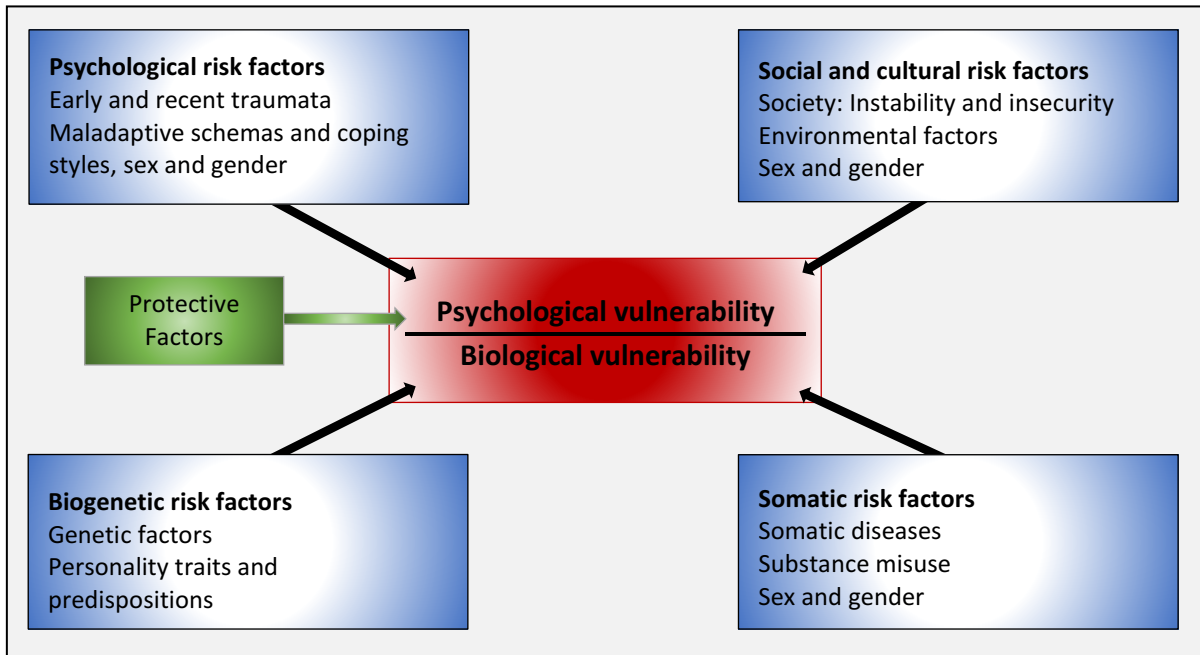 Psychological risk factors
Early and recent traumata
Maladaptive schemas and coping
styles, sex and gender
Social and cultural risk factors
Society: Instability and insecurity
Environmental factors
Sex and gender
Protective
Factors
Psychological vulnerability
Biological vulnerability
Biogenetic risk factors
Genetic factors
Personality traits and
predispositions
Somatic risk factors
Somatic diseases
Substance misuse
Sex and gender